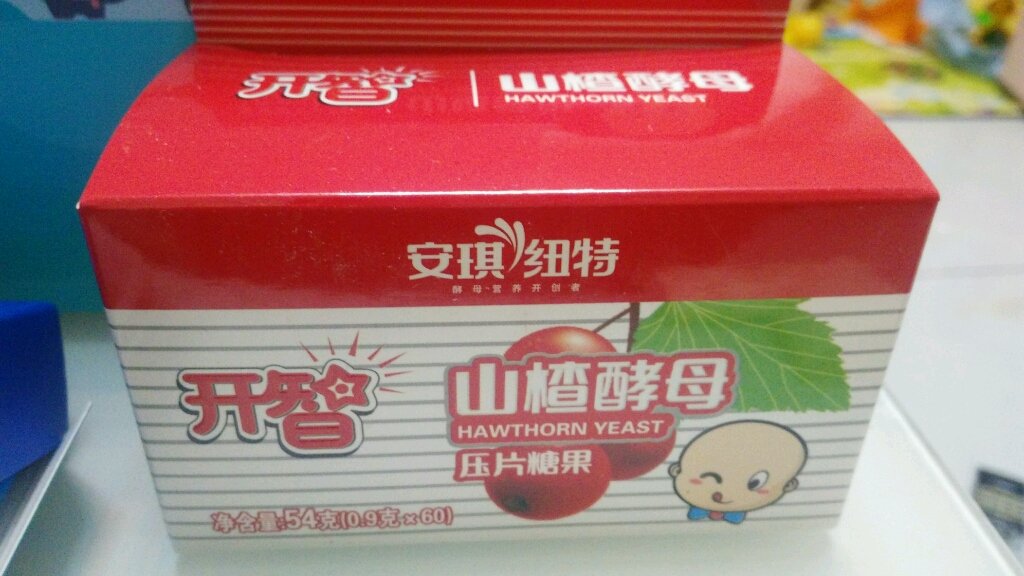 开智 山楂酵母
HAWTHORN YEAST
安琪纽特
酵母·营养开创者
开智
山楂酵母
HAWTHORN YEAST
压片糖果
净含量:54克(0.9克×60)